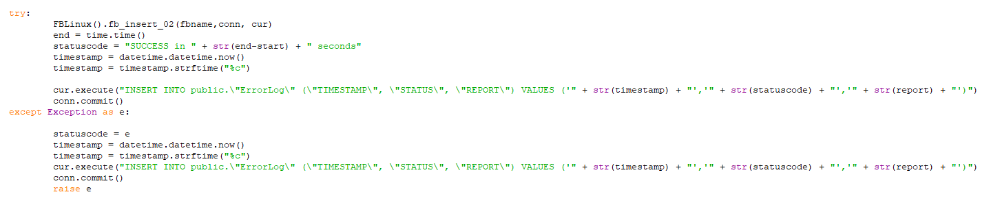 try:
FBLinux().fb_insert_02(fbname,conn, cur)
end = time.time()
statuscode = "SUCCESS in " + str(end-start) + " seconds"
timestamp = datetime.datetime.now()
timestamp = timestamp.strftime("%c")
cur.execute("INSERT INTO public.\"ErrorLog\" (\"TIMESTAMP\", \"STATUS\", \"REPORT\") VALUES ('" + str(timestamp) + "','" + str(statuscode) + "','" + str(report) + "')")
conn.commit()
except Exception as e:
statuscode = e
timestamp = datetime.datetime.now()
timestamp = timestamp.strftime("%c")
cur.execute("INSERT INTO public.\"ErrorLog\" (\"TIMESTAMP\", \"STATUS\", \"REPORT\") VALUES ('" + str(timestamp) + "','" + str(statuscode) + "','" + str(report) + "')")
conn.commit()
raise e